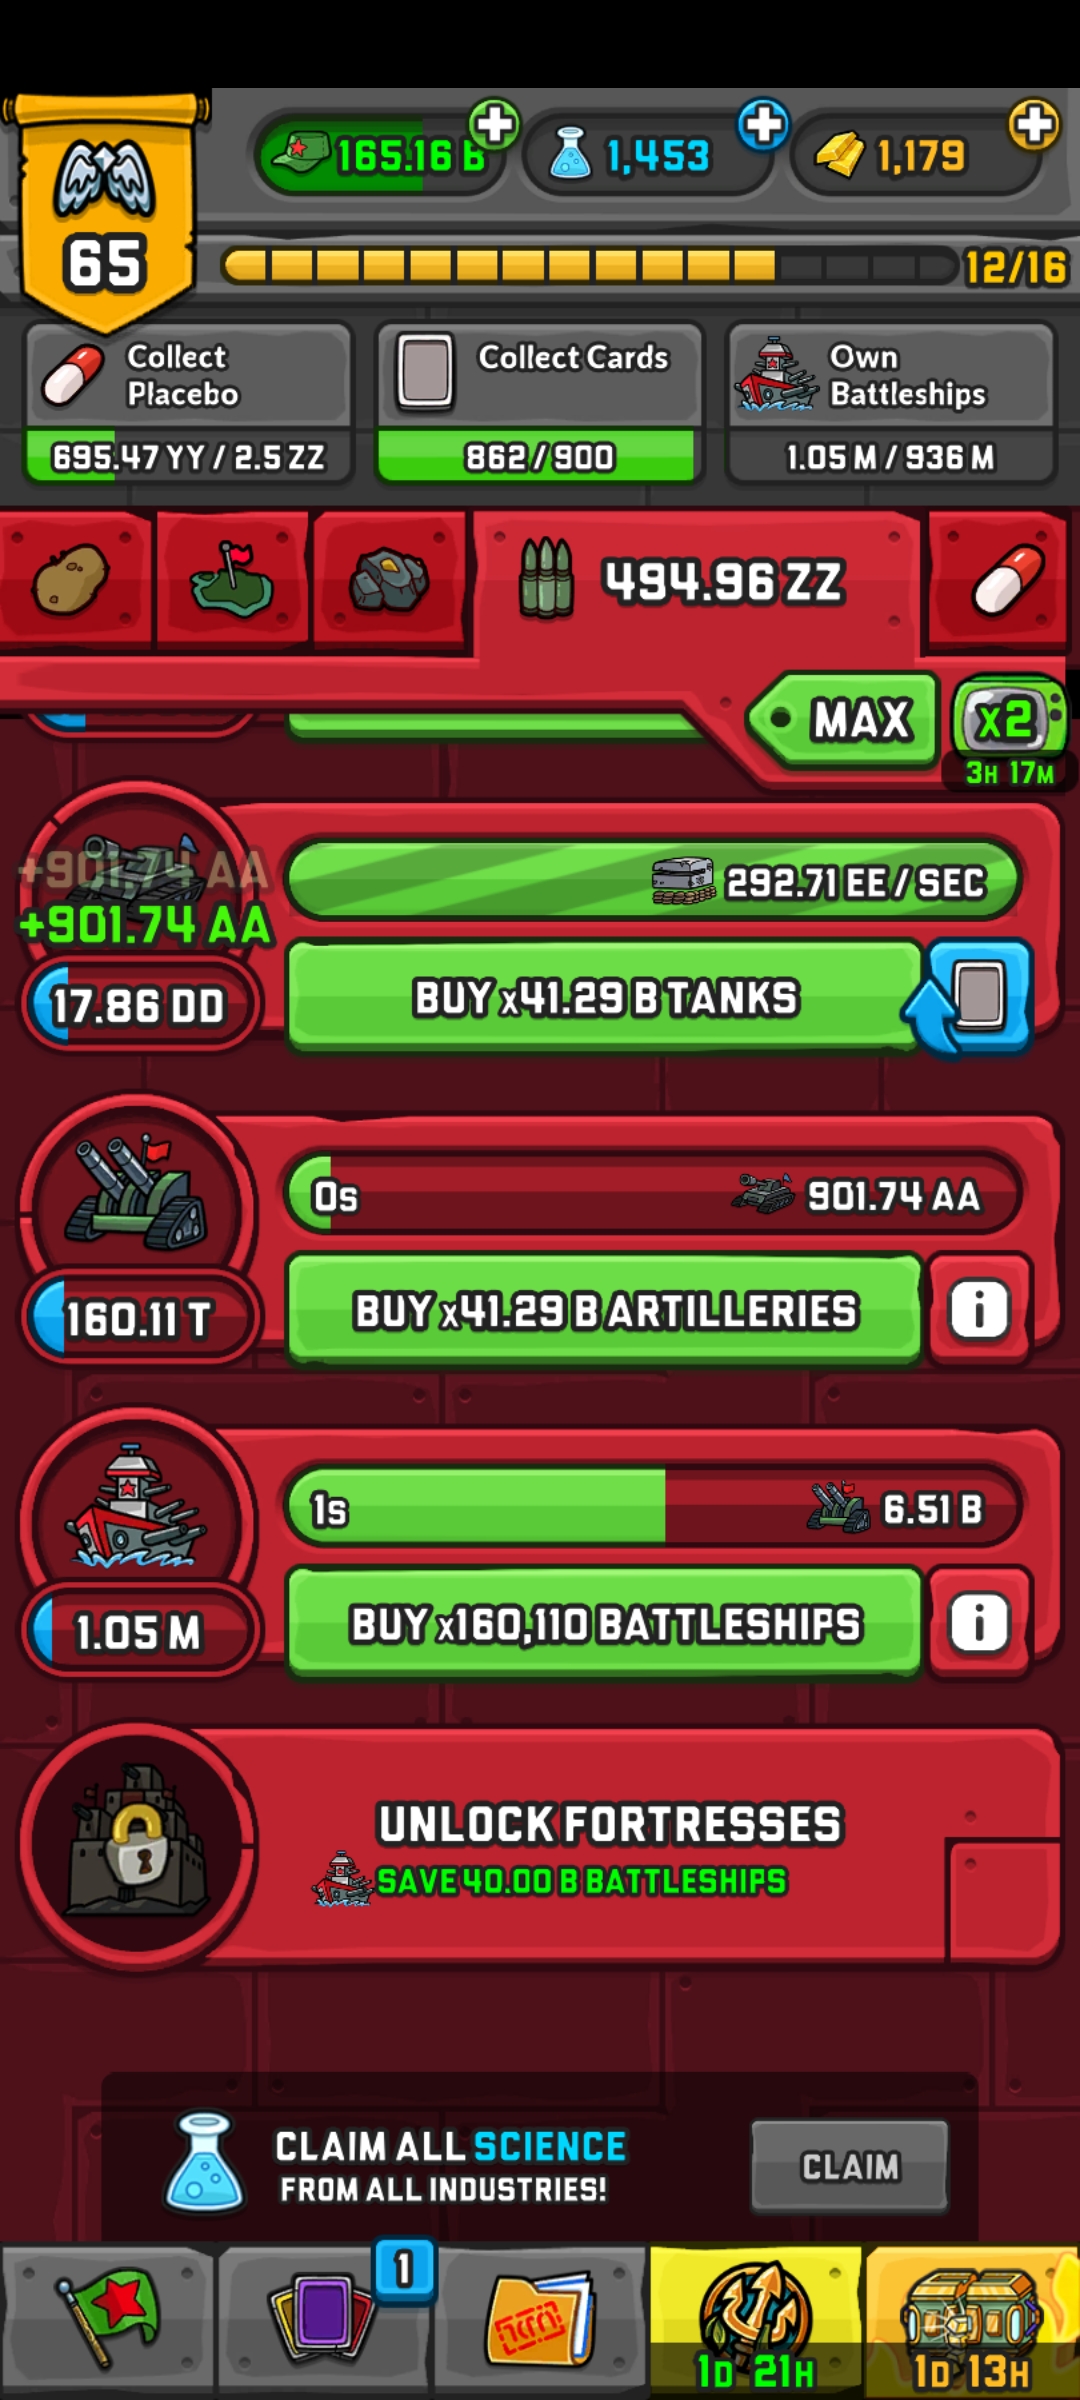 165.16 B
1,453
1,179
65
12/16
Collect
Placebo
695.47 YY / 2.5 ZZ
Collect Cards
862/900
Own
Battleships
1.05 M / 936 M
494.96 ZZ
MAX
x2
3H 17M
+901.74 AA
+901.74 AA
292.71 EE / SEC
17.86 DD
BUY x41.29 B TANKS
0s
901.74 AA
160.11 T
BUY x41.29 B ARTILLERIES
i
1s
6.51 B
1.05 M
BUY x160,110 BATTLESHIPS
i
UNLOCK FORTRESSES
SAVE 40.00 B BATTLESHIPS
CLAIM ALL SCIENCE
FROM ALL INDUSTRIES!
CLAIM
1
1D 21H
1D 13H